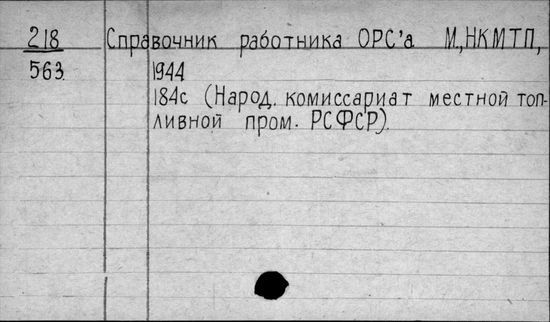 218 Справочник работника ОРС'а М,НКМТП,
563. 1944
184с (Народ. комиссариат местной топ-
ливной пром. РСФСР).